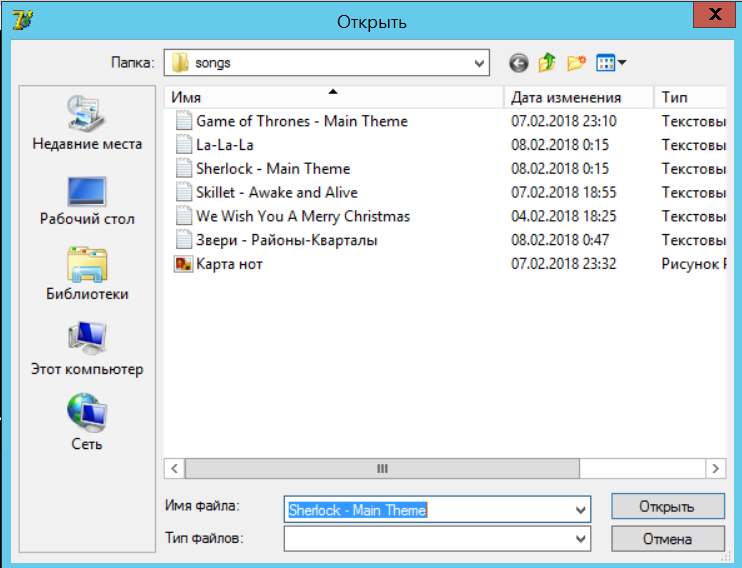 Открыть
Папка: songs
Имя Дата изменения Тип
Game of Thrones - Main Theme 07.02.2018 23:10 Текстовы
La-La-La 08.02.2018 0:15 Текстовы
Sherlock - Main Theme 08.02.2018 0:15 Текстовы
Skillet - Awake and Alive 07.02.2018 18:55 Текстовы
We Wish You A Merry Christmas 04.02.2018 18:25 Текстовы
Звери - Районы-Кварталы 08.02.2018 0:47 Текстовы
Карта нот 07.02.2018 23:32 Рисунок P
Недавние места
Рабочий стол
Библиотеки
Этот компьютер
Сеть
Имя файла: Sherlock - Main Theme Открыть
Тип файлов: Отмена